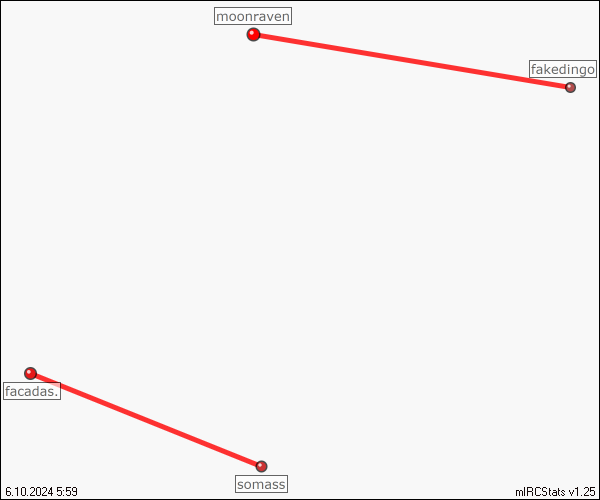 moonraven
fakedingo
facadas.
somass
6.10.2024 5:59
mIRCStats v1.25